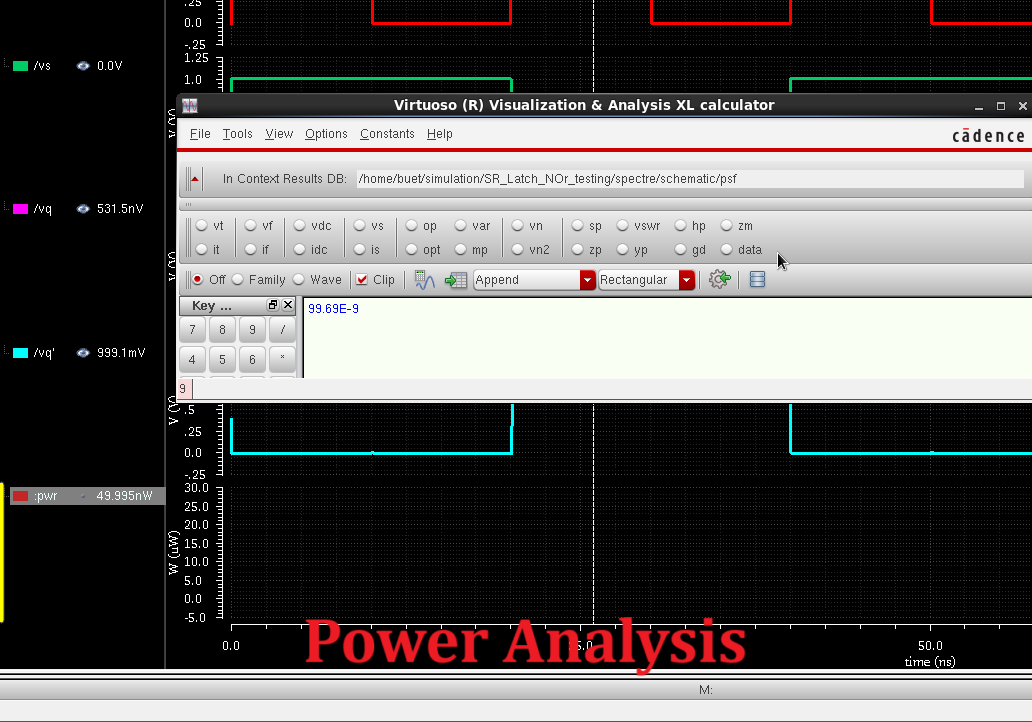 .25
0.0
-.25
1.25
1.0
/vs 0.0V
Virtuoso (R) Visualization & Analysis XL calculator
File Tools View Options Constants Help
cādence
In Context Results DB: /home/buet/simulation/SR_Latch_NOr_testing/spectre/schematic/psf
/vq 531.5nV
vt vf vdc vs op var vn sp vswr hp zm
it if idc is opt mp vn2 zp yp gd data
Off Family Wave Clip Append Rectangular
Key ...
99.69E-9
7 8 9 /
4 5 6 *
/vq' 999.1mV
9
V (V)
.5
.25
0.0
-.25
:pwr 49.995nW
30.0
25.0
20.0
15.0
10.0
5.0
0.0
-5.0
W (uW)
Power Analysis
0.0 50.0
time (ns)
M: